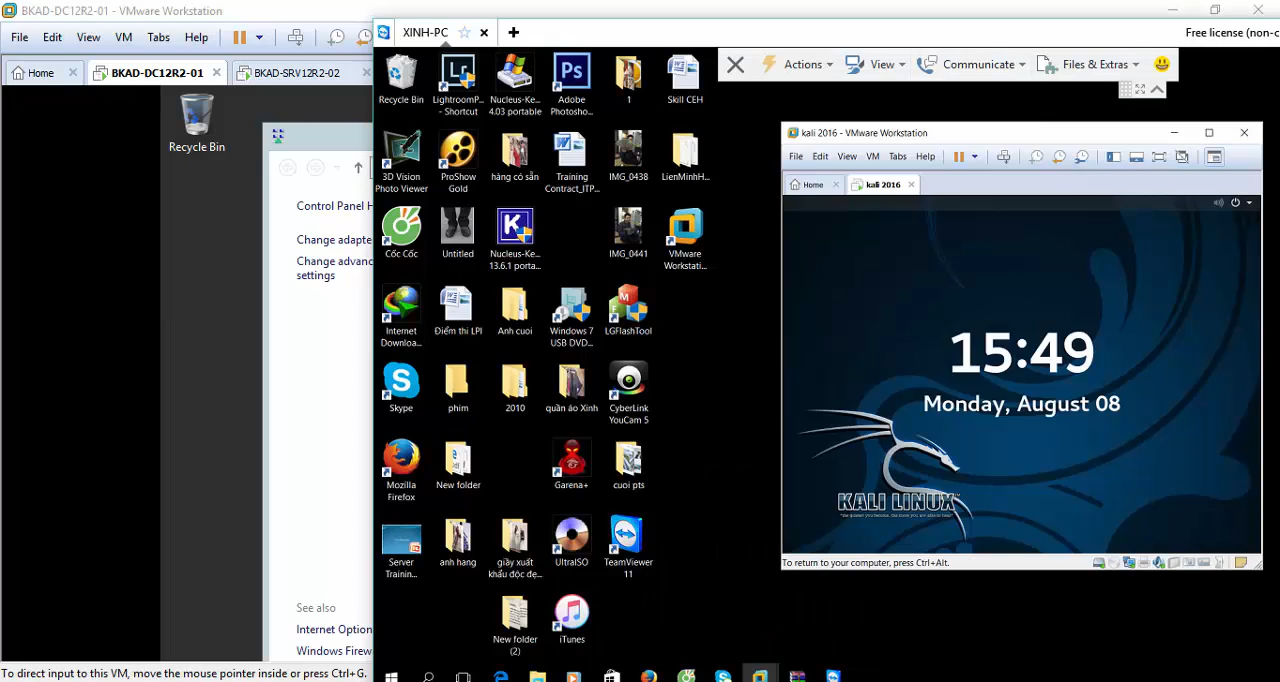 BKAD-DC12R2-01 - VMware Workstation
File Edit View VM Tabs Help
Home BKAD-DC12R2-01 BKAD-SRV12R2-02
Recycle Bin
Control Panel H
Change adapte
Change advanc
settings
See also
Internet Option
Windows Firew
To direct input to this VM, move the mouse pointer inside or press Ctrl+G.
XINH-PC
Free license (non-c
Actions View Communicate Files & Extras
Recycle Bin
LightroomP...
- Shortcut
Nucleus-Ke...
4.03 portable
Adobe
Photosho...
1
Skill CEH
3D Vision
Photo Viewer
ProShow
Gold
hàng có sẵn
Training
Contract_ITP...
IMG_0438
LienMinhH...
Cốc Cốc
Untitled
Nucleus-Ke...
13.6.1 porta...
IMG_0441
VMware
Workstati...
Internet
Downloa...
Điểm thi LPI
Anh cuoi
Windows 7
USB DVD...
LGFlashTool
Skype
phim
2010
quần áo Xinh
CyberLink
YouCam 5
Mozilla
Firefox
New folder
Garena+
cuoi pts
Server
Trainin...
anh hang
giầy xuất
khẩu độc đẹ...
UltraISO
TeamViewer
11
New folder
(2)
iTunes
kali 2016 - VMware Workstation
File Edit View VM Tabs Help
Home kali 2016
15:49
Monday, August 08
KALI LINUX
To return to your computer, press Ctrl+Alt.